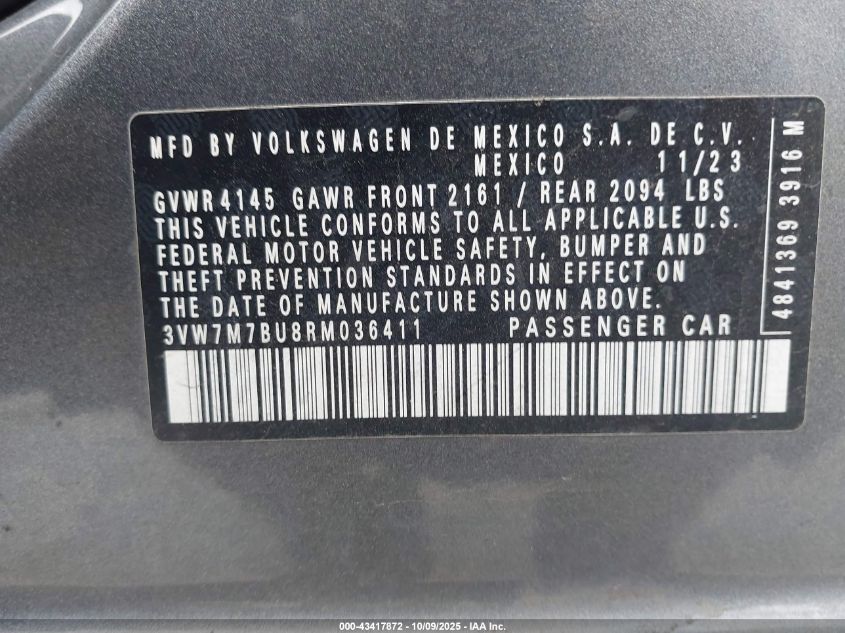 MFD BY VOLKSWAGEN DE MEXICO S.A. DE C.V.
MEXICO 11/23
GVWR 4145 GAWR FRONT 2161 / REAR 2094 LBS
THIS VEHICLE CONFORMS TO ALL APPLICABLE U.S.
FEDERAL MOTOR VEHICLE SAFETY, BUMPER AND
THEFT PREVENTION STANDARDS IN EFFECT ON
THE DATE OF MANUFACTURE SHOWN ABOVE.
3VW7M7BU8RM036411 PASSENGER CAR
4841369 3916 M
000-43417872 - 10/09/2025 - IAA Inc.